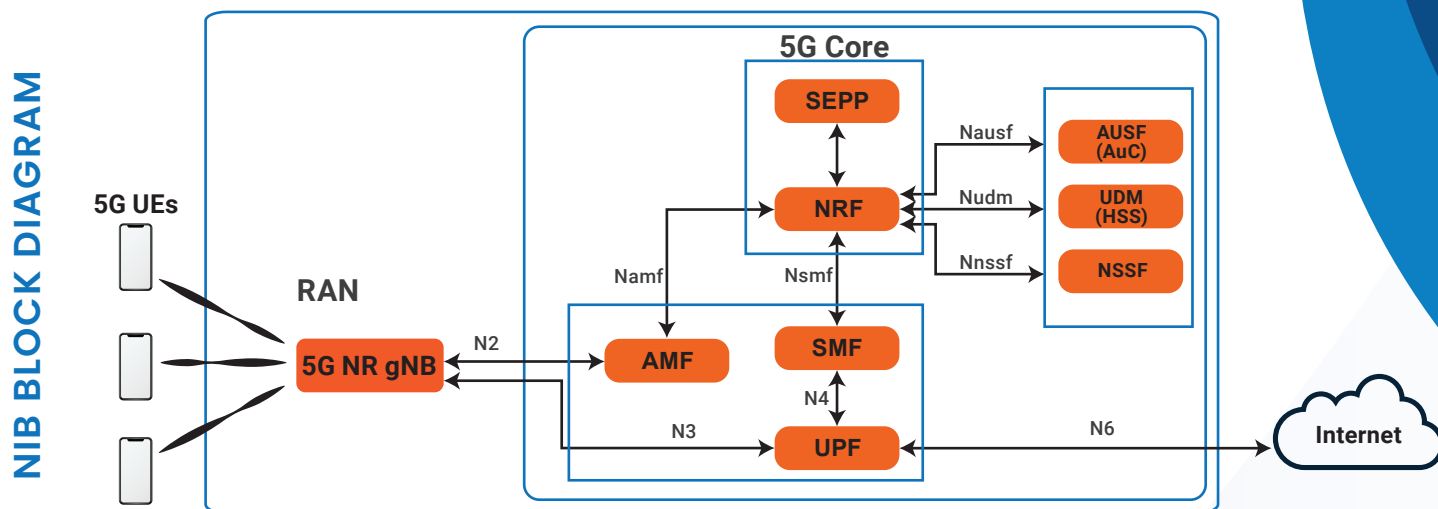 NIB BLOCK DIAGRAM
5G Core
SEPP
Nausf
AUSF
(AuC)
5G UEs
NRF
Nudm
UDM
(HSS)
Nnssf
NSSF
Namf
Nsmf
RAN
5G NR gNB
N2
AMF
SMF
N4
N3
UPF
N6
Internet